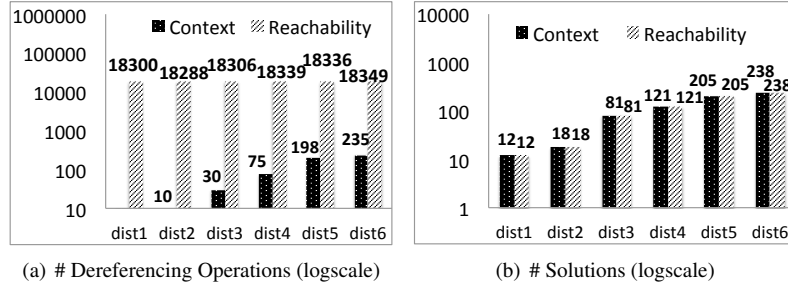 1000000
100000
10000
1000
100
10
Context Reachability
18300 18288 18306 18339 18336 18349
10 30 75 198 235
dist1 dist2 dist3 dist4 dist5 dist6
(a) # Dereferencing Operations (logscale)
10000
1000
100
10
1
Context Reachability
12 12 18 18 81 81 121 121 205 205 238 238
dist1 dist2 dist3 dist4 dist5 dist6
(b) # Solutions (logscale)